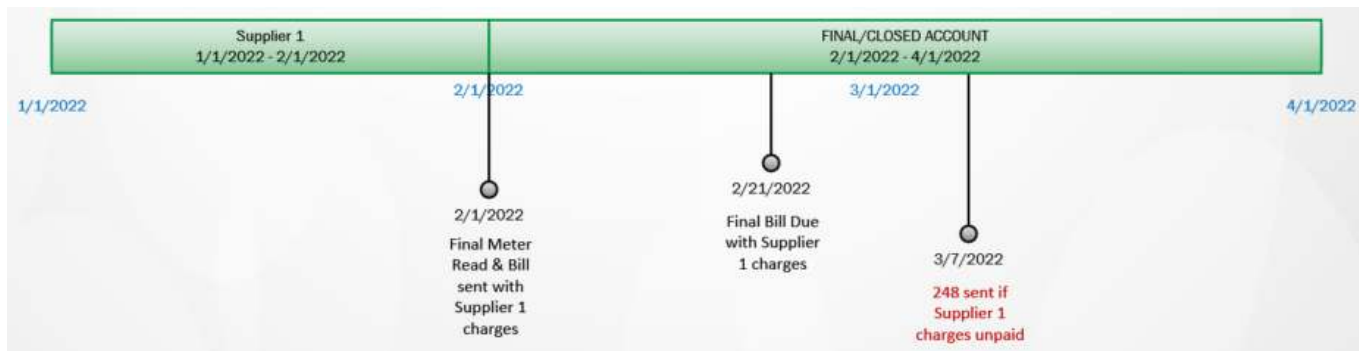 Supplier 1
1/1/2022 - 2/1/2022
FINAL/CLOSED ACCOUNT
2/1/2022 - 4/1/2022
1/1/2022
2/1/2022
3/1/2022
4/1/2022
2/1/2022
Final Meter
Read & Bill
sent with
Supplier 1
charges
2/21/2022
Final Bill Due
with Supplier
1 charges
3/7/2022
248 sent if
Supplier 1
charges unpaid